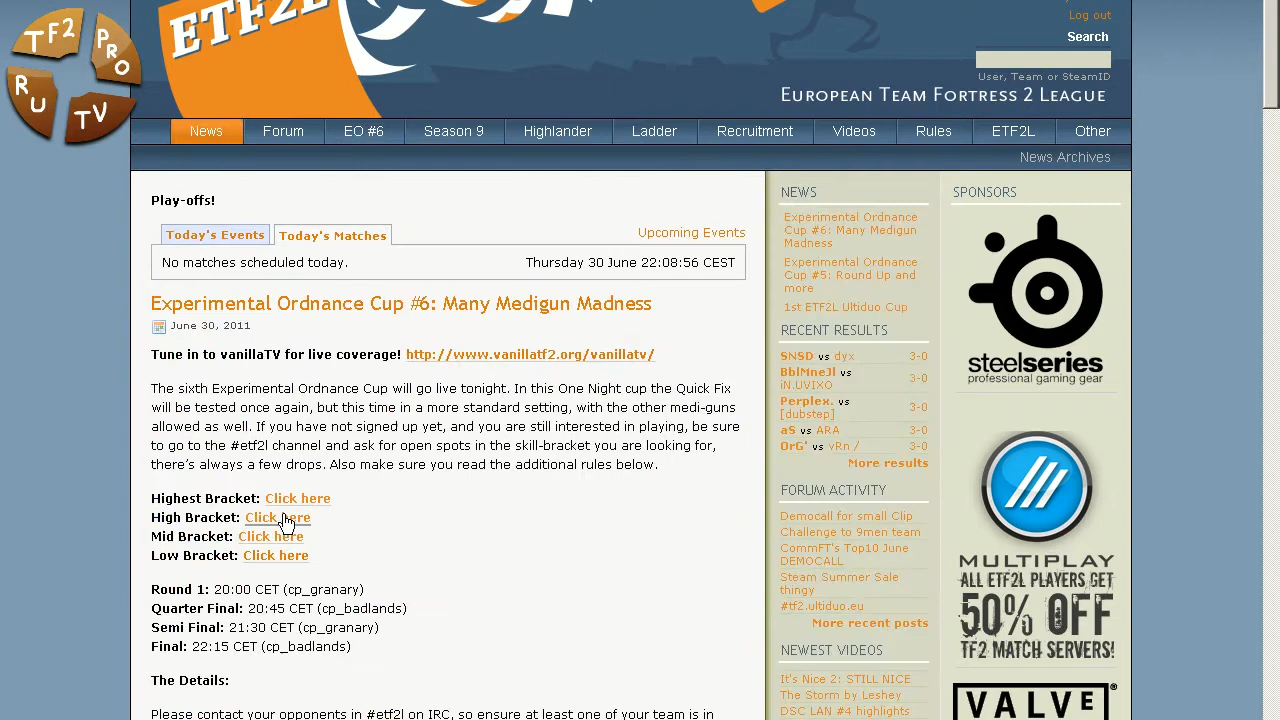 TF2
PRO
RU
TV
ETF2L
Log out
Search
User, Team or SteamID
European Team Fortress 2 League
News Forum EO #6 Season 9 Highlander Ladder Recruitment Videos Rules ETF2L Other
News Archives
Play-offs!
Today's Events Today's Matches Upcoming Events
No matches scheduled today. Thursday 30 June 22:08:56 CEST
Experimental Ordnance Cup #6: Many Medigun Madness
June 30, 2011
Tune in to vanillaTV for live coverage! http://www.vanillatf2.org/vanillatv/
The sixth Experimental Ordnance Cup will go live tonight. In this One Night cup the Quick Fix
will be tested once again, but this time in a more standard setting, with the other medi-guns
allowed as well. If you have not signed up yet, and you are still interested in playing, be sure
to go to the #etf2l channel and ask for open spots in the skill-bracket you are looking for,
there's always a few drops. Also make sure you read the additional rules below.
Highest Bracket: Click here
High Bracket: Click here
Mid Bracket: Click here
Low Bracket: Click here
Round 1: 20:00 CET (cp_granary)
Quarter Final: 20:45 CET (cp_badlands)
Semi Final: 21:30 CET (cp_granary)
Final: 22:15 CET (cp_badlands)
The Details:
Please contact your opponents in #etf2l on IRC, so ensure at least one of your team is in
NEWS
Experimental Ordnance
Cup #6: Many Medigun
Madness
Experimental Ordnance
Cup #5: Round Up and
more
1st ETF2L Ultiduo Cup
RECENT RESULTS
SNSD vs dyx 3-0
BblMneJl vs
iN.UVIXO 3-0
Perplex. vs
[dubstep] 3-0
aS vs ARA 3-0
OrG' vs vRn / 3-0
More results
FORUM ACTIVITY
Democall for small Clip
Challenge to 9men team
CommFT's Top10 June
DEMOCALL
Steam Summer Sale
thingy
#tf2.ultiduo.eu
More recent posts
NEWEST VIDEOS
It's Nice 2: STILL NICE
The Storm by Leshey
DSC LAN #4 highlights
SPONSORS
steelseries
professional gaming gear
MULTIPLAY
ALL ETF2L PLAYERS GET
50% OFF
TF2 MATCH SERVERS!
VALVE®